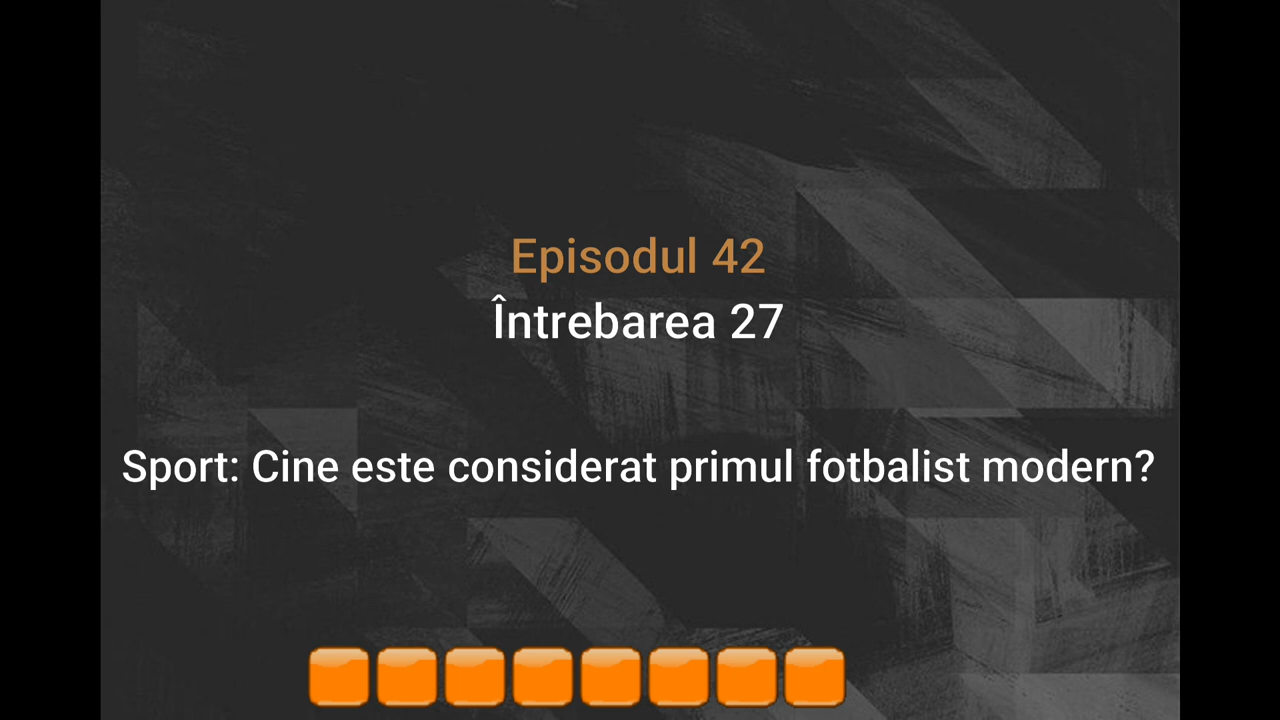 Episodul 42
Întrebarea 27
Sport: Cine este considerat primul fotbalist modern?